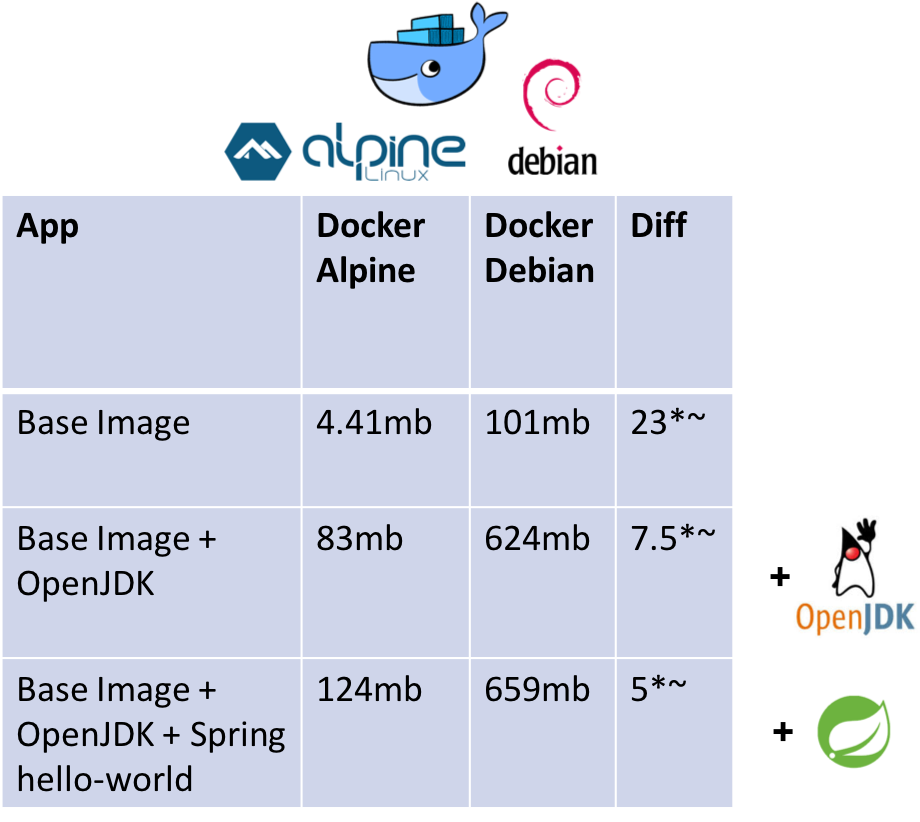 alpine
Linux
debian
App
Docker
Alpine
Docker
Debian
Diff
Base Image
4.41mb
101mb
23*~
Base Image +
OpenJDK
83mb
624mb
7.5*~
+
OpenJDK
Base Image +
OpenJDK + Spring
hello-world
124mb
659mb
5*~
+